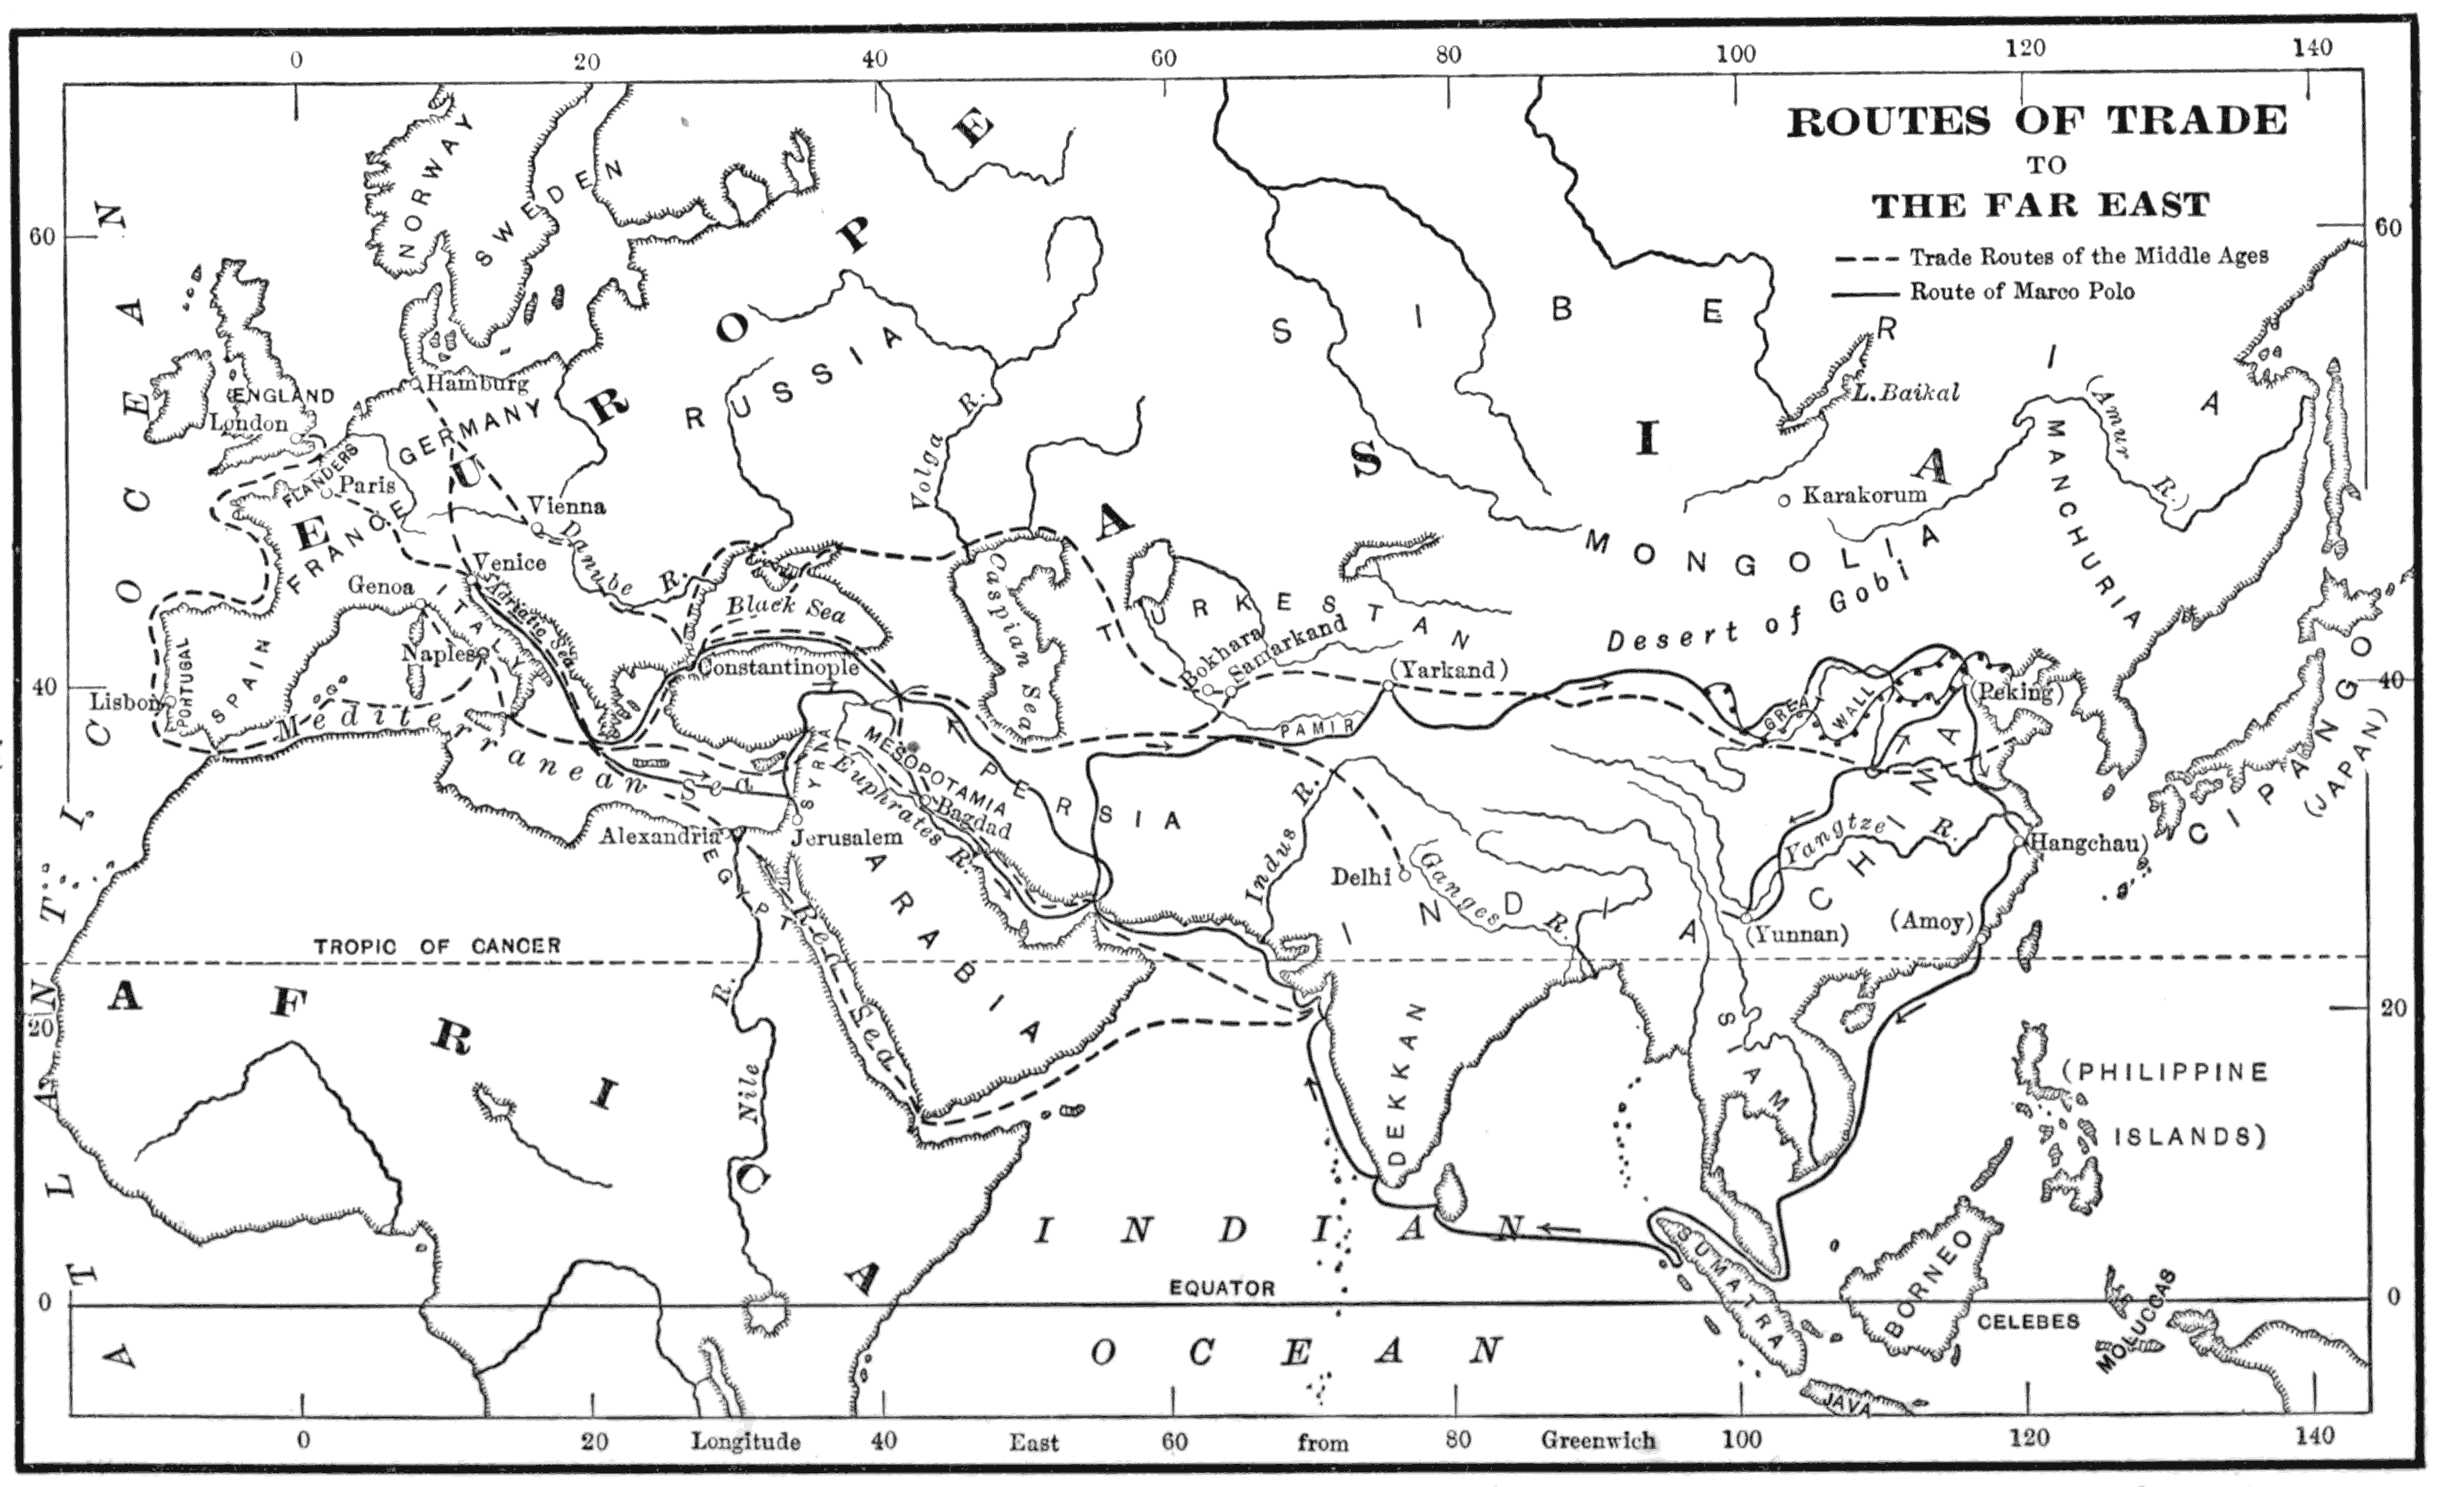 0 20 40 60 80 100 120 140
ROUTES OF TRADE
TO
THE FAR EAST
Trade Routes of the Middle Ages
Route of Marco Polo
60
60
40
40
20
20
0
0
ATLANTIC OCEAN
EUROPE
ASIA
AFRICA
NORWAY
SWEDEN
ENGLAND
London
Hamburg
GERMANY
FLANDERS
Paris
FRANCE
Vienna
Danube R.
Venice
Genoa
ITALY
Adriatic Sea
Naples
Lisbon
PORTUGAL
SPAIN
Mediterranean Sea
RUSSIA
Volga R.
Black Sea
Constantinople
Caspian Sea
SIBERIA
L. Baikal
Amur R.)
MANCHURIA
Karakorum
MONGOLIA
Desert of Gobi
TURKESTAN
Bokhara
Samarkand
(Yarkand)
PAMIR
GREAT WALL
(Peking)
CIPANGO
(JAPAN)
SYRIA
MESOPOTAMIA
Euphrates R.
Bagdad
PERSIA
Alexandria
Jerusalem
EGYPT
Red Sea
ARABIA
Nile R.
Indus R.
Delhi
Ganges R.
INDIA
DEKKAN
CHINA
Yangtze R.
Hangchau)
(Yunnan)
(Amoy)
SIAM
TROPIC OF CANCER
(PHILIPPINE
ISLANDS)
INDIAN
OCEAN
EQUATOR
SUMATRA
BORNEO
CELEBES
MOLUCCAS
JAVA
0 20 Longitude 40 East 60 from 80 Greenwich 100 120 140